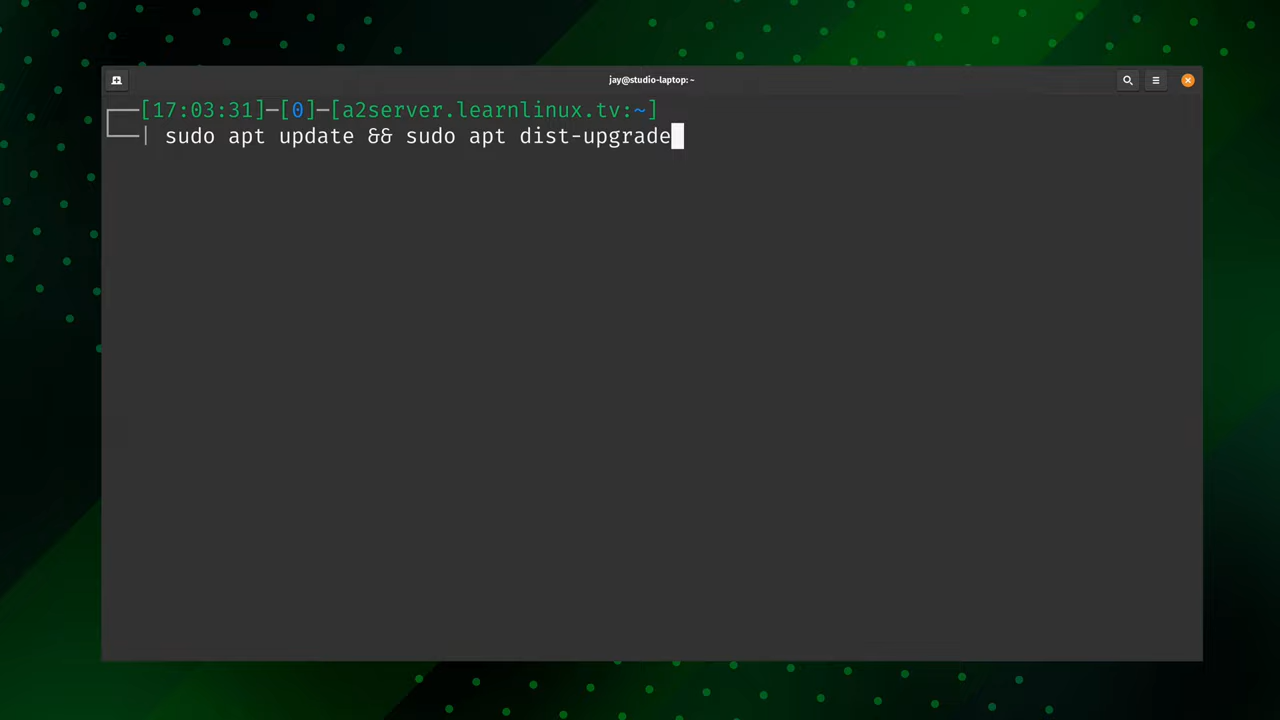 jay@studio-laptop: ~
[17:03:31]—[0]—[a2server.learnlinux.tv:~]
| sudo apt update && sudo apt dist-upgrade